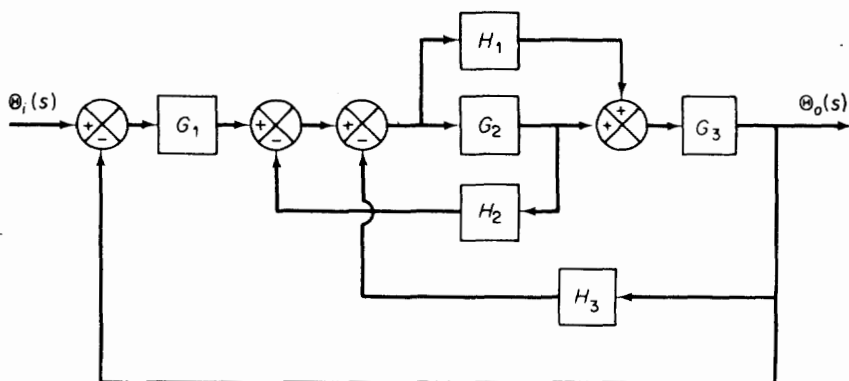 H1
Θi(s)
Θo(s)
+
-
G1
+
-
+
-
G2
+
+
G3
H2
H3